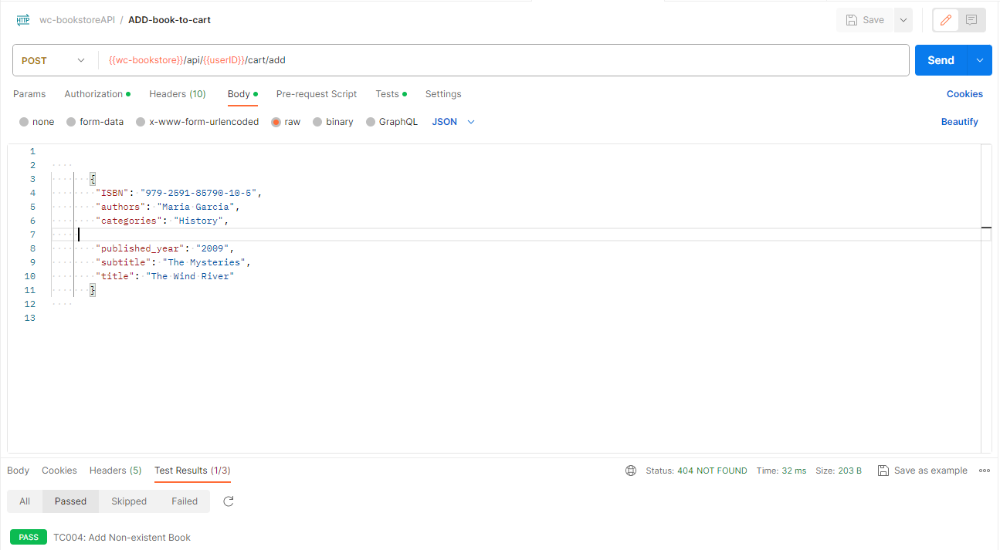 HTTP wc-bookstoreAPI / ADD-book-to-cart Save
POST {{wc-bookstore}}/api/{{userID}}/cart/add Send
Params Authorization Headers (10) Body Pre-request Script Tests Settings Cookies
none form-data x-www-form-urlencoded raw binary GraphQL JSON Beautify
1
2
3 {
4 "ISBN": "979-2591-85790-10-5",
5 "authors": "Maria Garcia",
6 "categories": "History",
7
8 "published_year": "2009",
9 "subtitle": "The Mysteries",
10 "title": "The Wind River"
11 }
12
13
Body Cookies Headers (5) Test Results (1/3) Status: 404 NOT FOUND Time: 32 ms Size: 203 B Save as example
All Passed Skipped Failed
PASS TC004: Add Non-existent Book